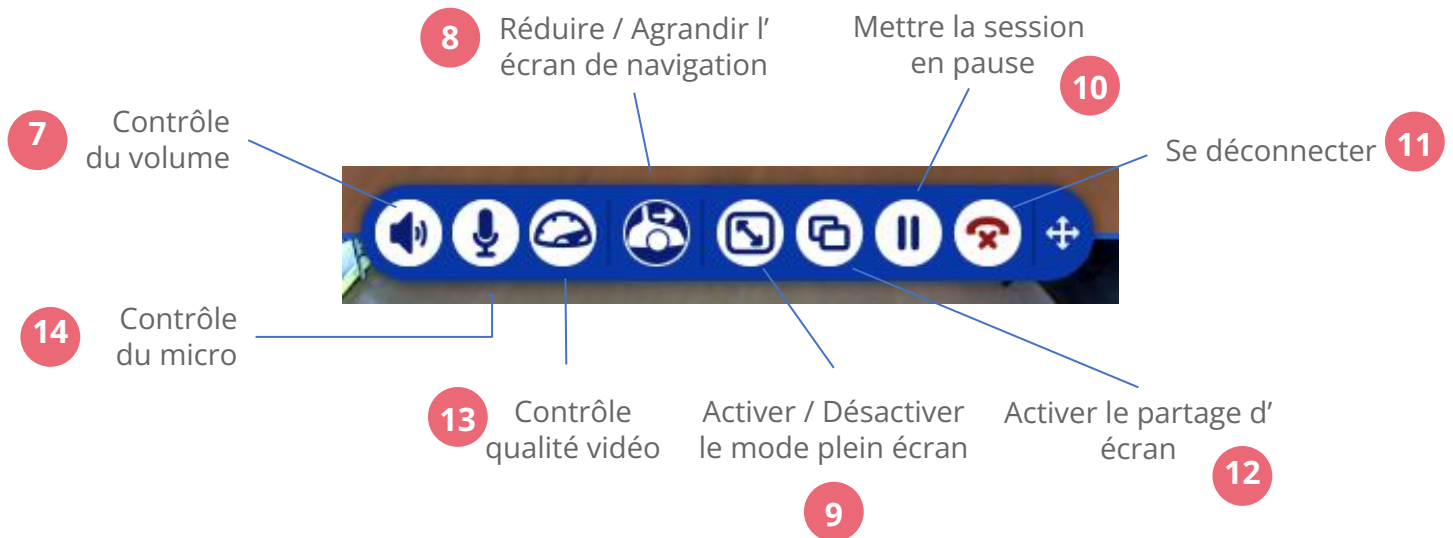 8
Réduire / Agrandir l’
écran de navigation
Mettre la session
en pause
10
7
Contrôle
du volume
Se déconnecter
11
14
Contrôle
du micro
13
Contrôle
qualité vidéo
Activer / Désactiver
le mode plein écran
9
Activer le partage d’
écran
12